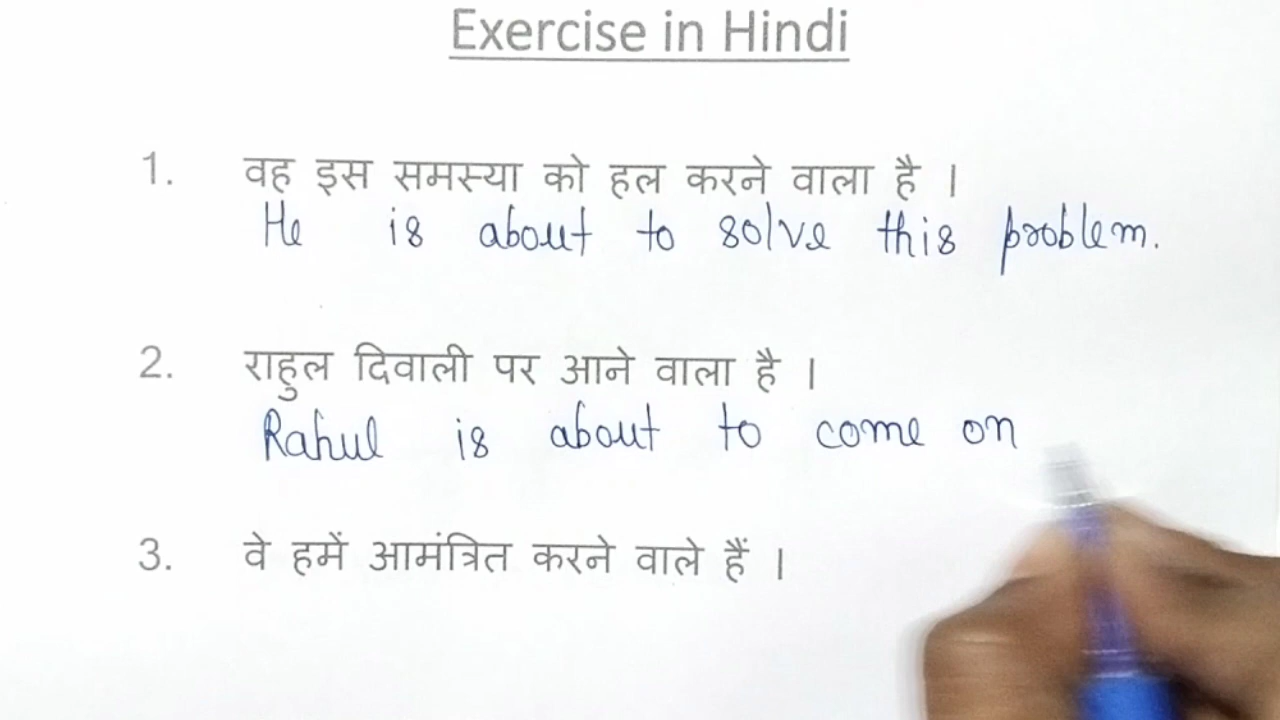 Exercise in Hindi
1. वह इस समस्या को हल करने वाला है ।
He is about to solve this problem.
2. राहुल दिवाली पर आने वाला है ।
Rahul is about to come on
3. वे हमें आमंत्रित करने वाले हैं ।